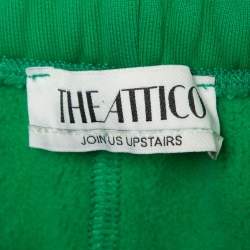 THE ATTICO
JOIN US UPSTAIRS